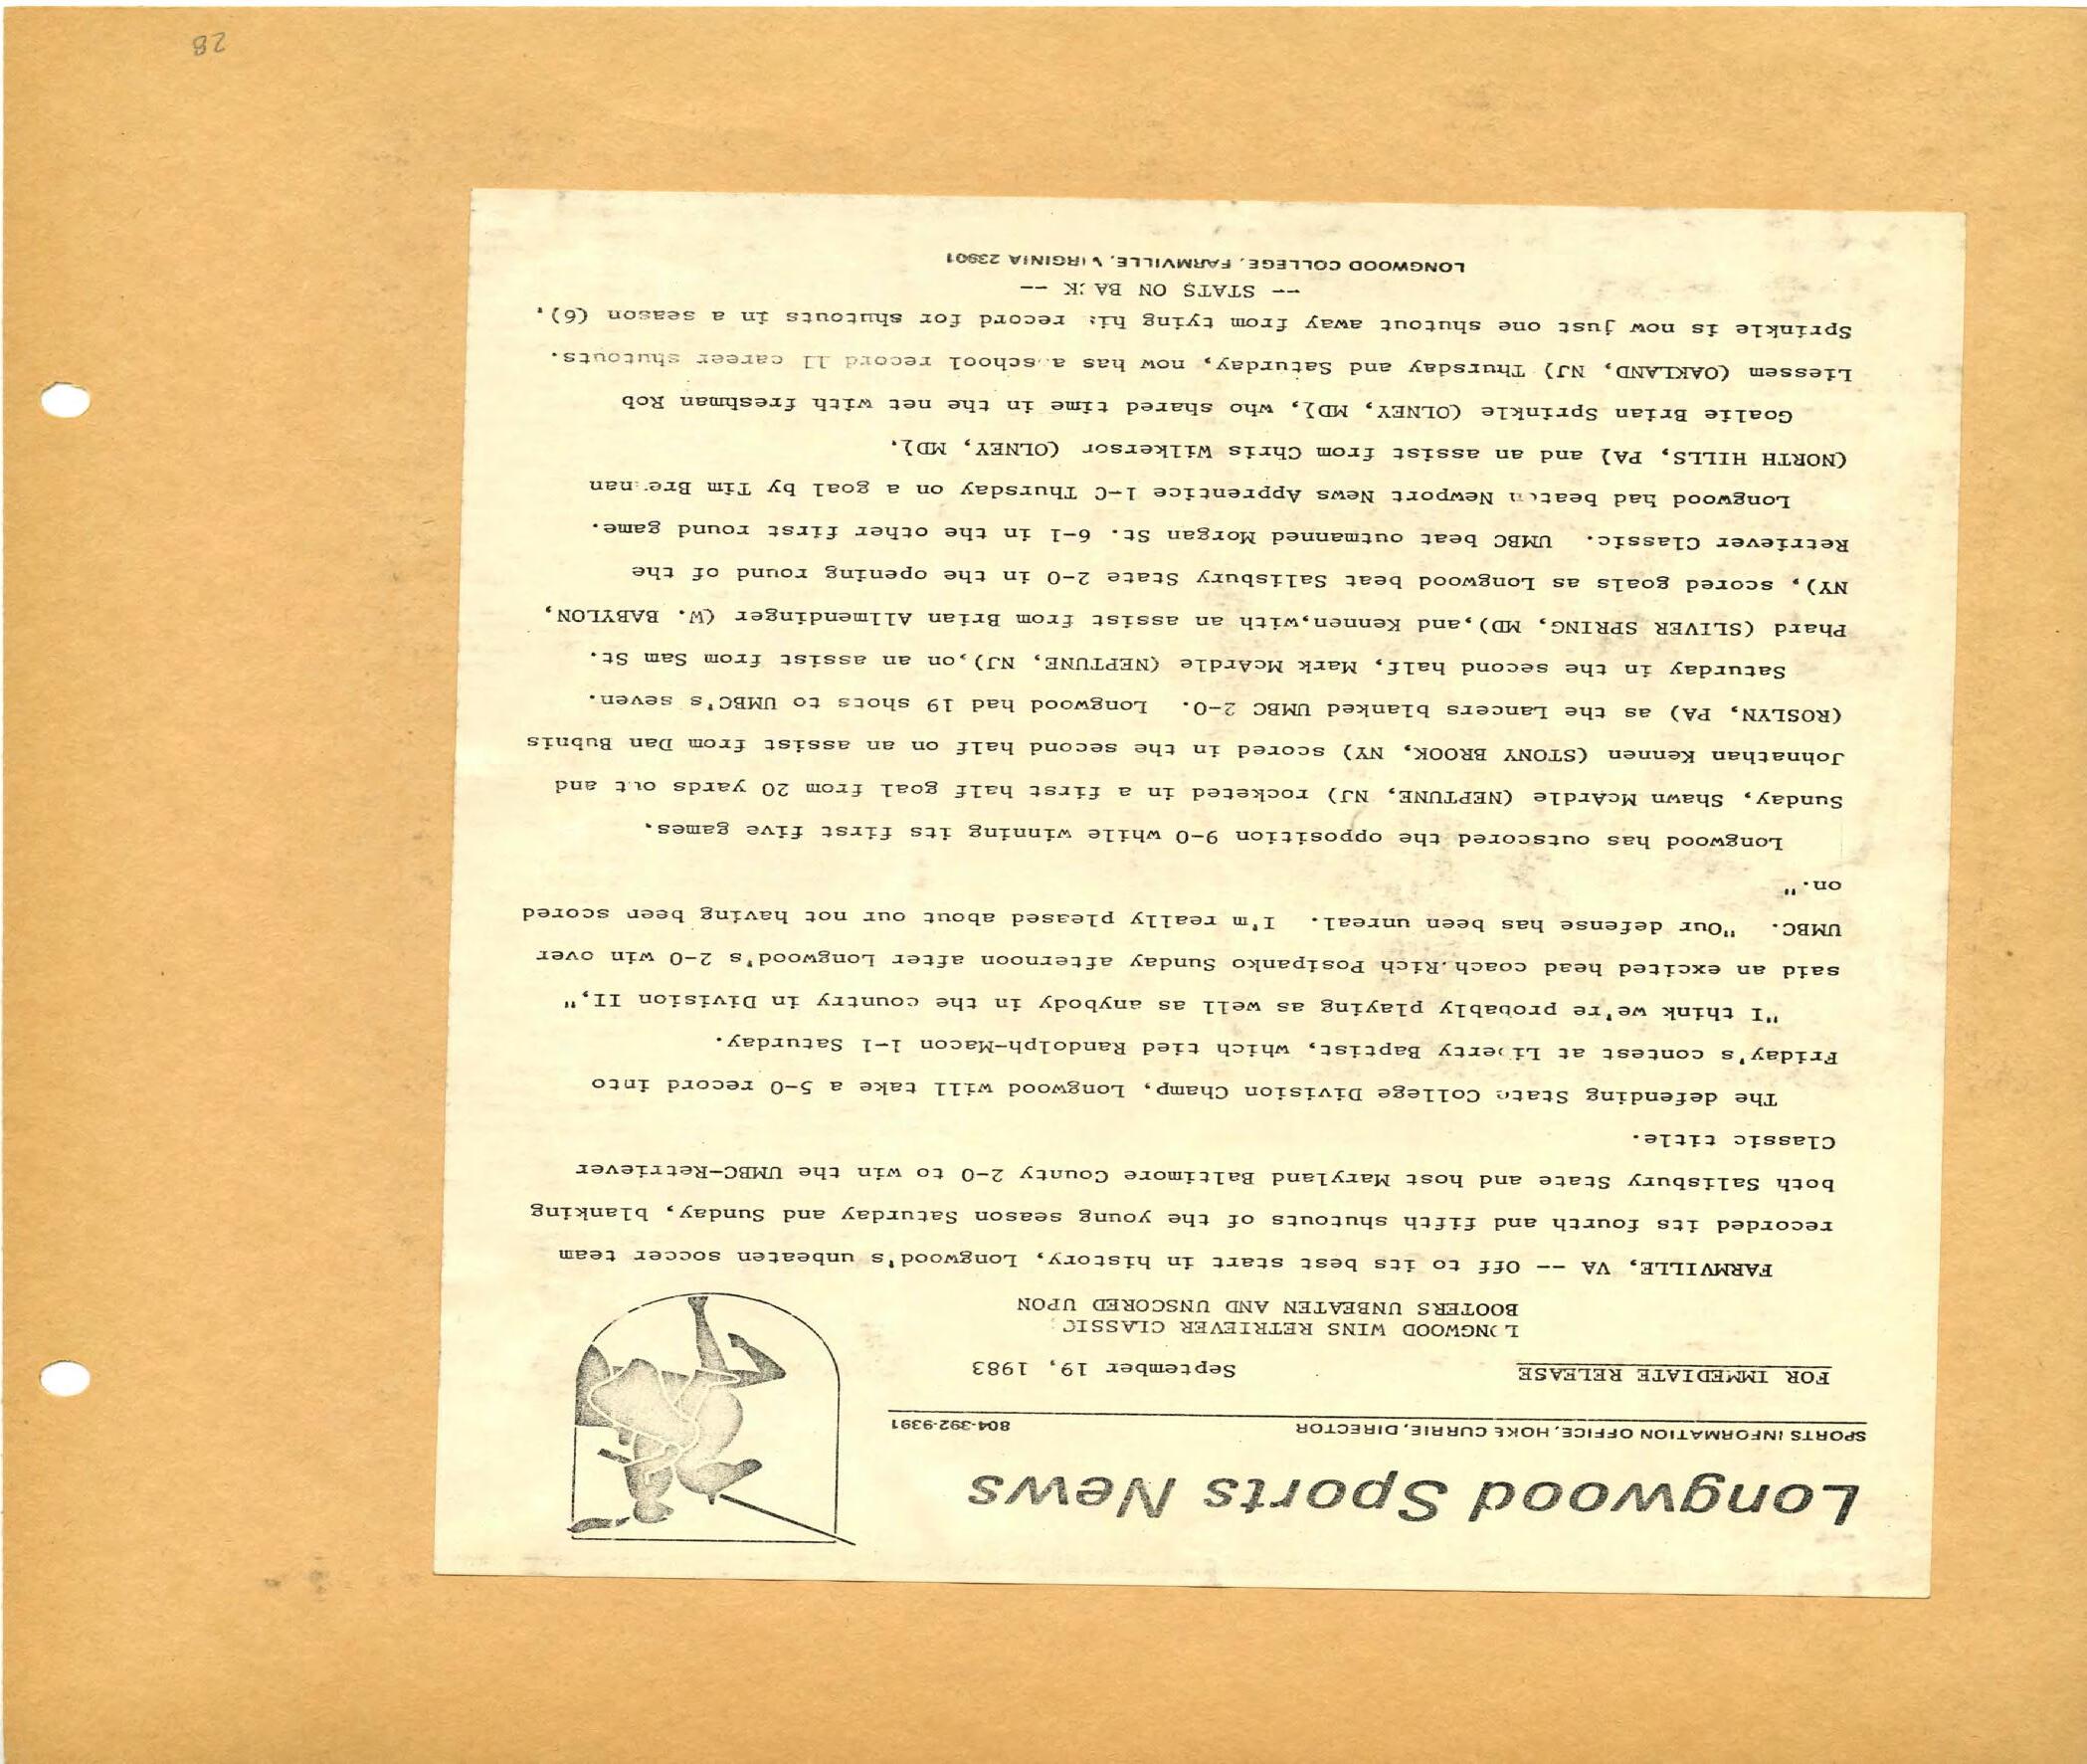 Longwood Sports News
SPORTS INFORMATION OFFICE, HOKE CURRIE, DIRECTOR 804-392-9391
FOR IMMEDIATE RELEASE September 19, 1983
LONGWOOD WINS RETRIEVER CLASSIC
BOOTERS UNBEATEN AND UNSCORED UPON
FARMVILLE, VA -- Off to its best start in history, Longwood's unbeaten soccer team
recorded its fourth and fifth shutouts of the young season Saturday and Sunday, blanking
both Salisbury State and host Maryland Baltimore County 2-0 to win the UMBC-Retriever
Classic title.
The defending State College Division Champ, Longwood will take a 5-0 record into
Friday's contest at Liberty Baptist, which tied Randolph-Macon 1-1 Saturday.
"I think we're probably playing as well as anybody in the country in Division II,"
said an excited head coach Rich Posipanko Sunday afternoon after Longwood's 2-0 win over
UMBC. "Our defense has been unreal. I'm really pleased about our not having been scored
on."
Longwood has outscored the opposition 9-0 while winning its first five games.
Sunday, Shawn McArdle (NEPTUNE, NJ) rocketed in a first half goal from 20 yards out and
Johnathan Kennen (STONY BROOK, NY) scored in the second half on an assist from Dan Bubnis
(ROSLYN, PA) as the Lancers blanked UMBC 2-0. Longwood had 19 shots to UMBC's seven.
Saturday in the second half, Mark McArdle (NEPTUNE, NJ),on an assist from Sam St.
Phard (SLIVER SPRING, MD),and Kennen,with an assist from Brian Allmendinger (W. BABYLON,
NY), scored goals as Longwood beat Salisbury State 2-0 in the opening round of the
Retriever Classic. UMBC beat outmanned Morgan St. 6-1 in the other first round game.
Longwood had beaten Newport News Apprentice 1-0 Thursday on a goal by Tim Brennan
(NORTH HILLS, PA) and an assist from Chris Wilkerson (OLNEY, MD).
Goalie Brian Sprinkle (OLNEY, MD), who shared time in the net with freshman Rob
Liessem (OAKLAND, NJ) Thursday and Saturday, now has a school record 11 career shutouts.
Sprinkle is now just one shutout away from tying his record for shutouts in a season (6).
-- STATS ON BACK --
LONGWOOD COLLEGE, FARMVILLE, VIRGINIA 23901
28